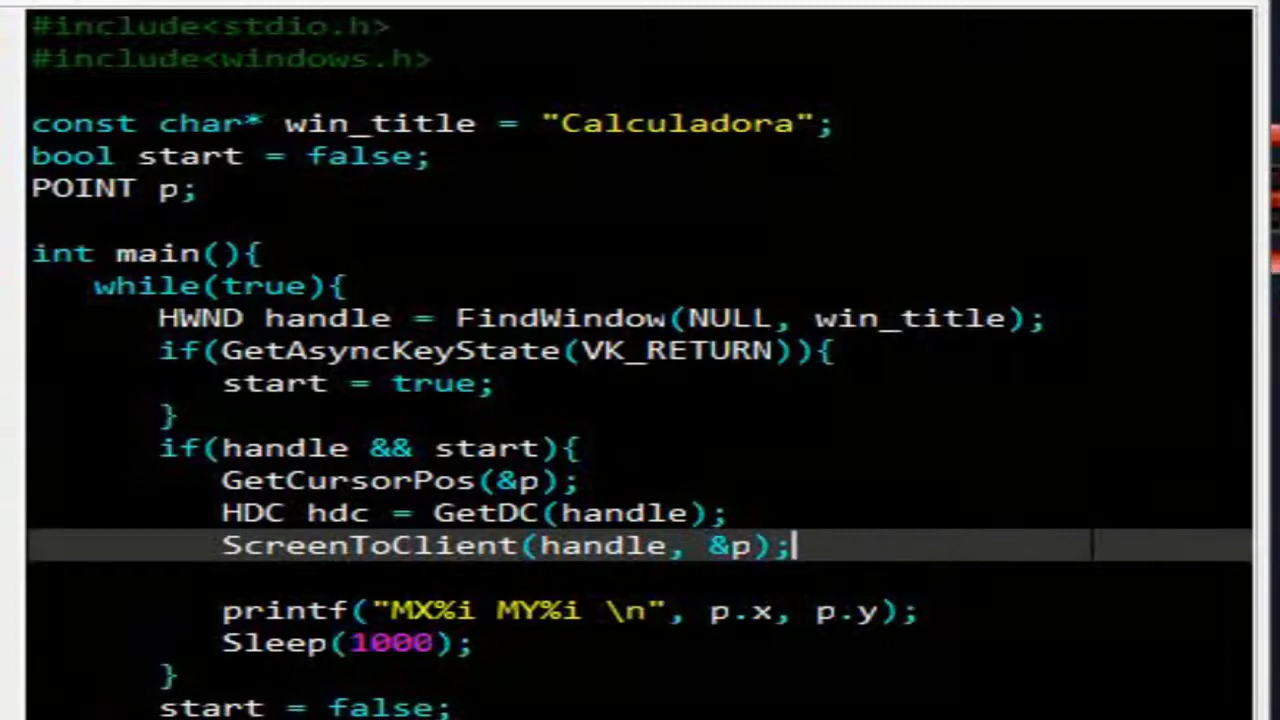 #include<stdio.h>
#include<windows.h>
const char* win_title = "Calculadora";
bool start = false;
POINT p;
int main(){
while(true){
HWND handle = FindWindow(NULL, win_title);
if(GetAsyncKeyState(VK_RETURN)){
start = true;
}
if(handle && start){
GetCursorPos(&p);
HDC hdc = GetDC(handle);
ScreenToClient(handle, &p);
printf("MX%i MY%i \n", p.x, p.y);
Sleep(1000);
}
start = false;